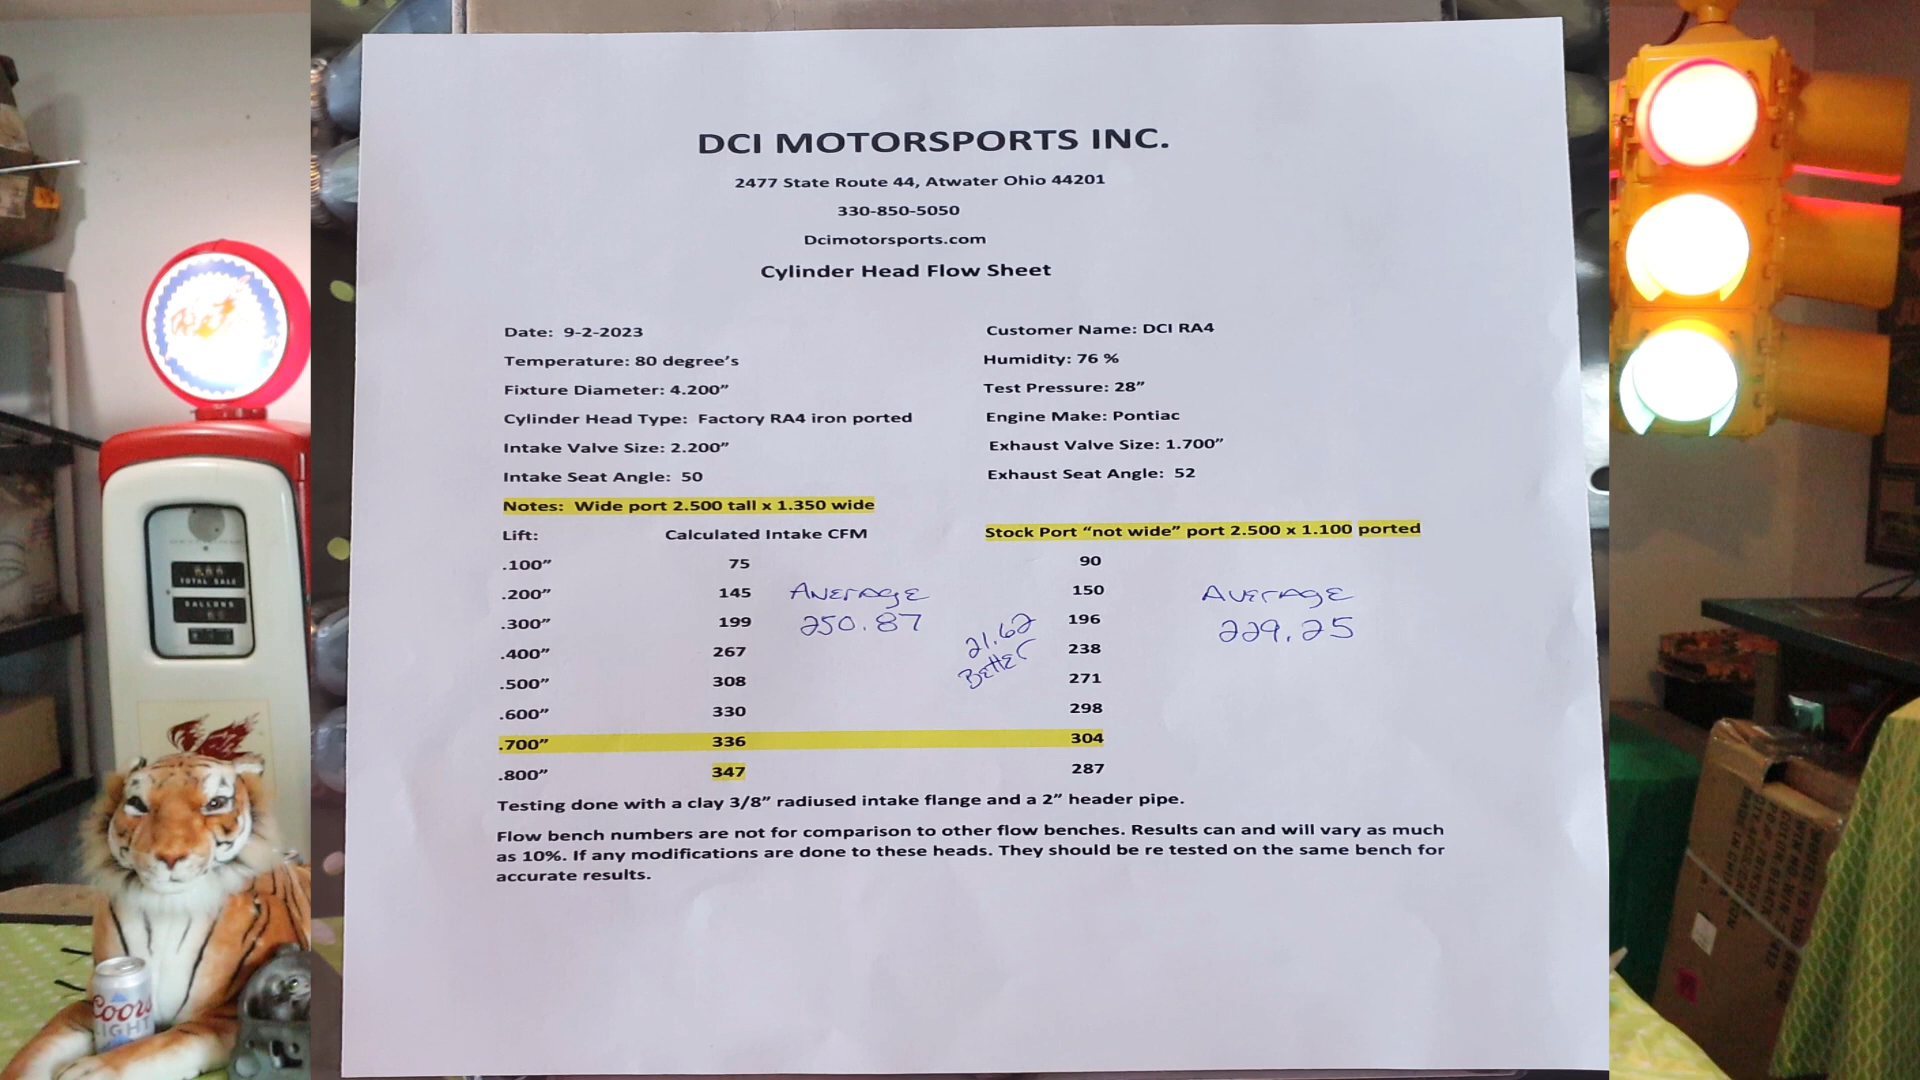 DCI MOTORSPORTS INC.
2477 State Route 44, Atwater Ohio 44201
330-850-5050
Dcimotorsports.com
Cylinder Head Flow Sheet
Date: 9-2-2023
Customer Name: DCI RA4
Temperature: 80 degree's
Humidity: 76 %
Fixture Diameter: 4.200"
Test Pressure: 28"
Cylinder Head Type: Factory RA4 iron ported
Engine Make: Pontiac
Intake Valve Size: 2.200"
Exhaust Valve Size: 1.700"
Intake Seat Angle: 50
Exhaust Seat Angle: 52
Notes: Wide port 2.500 tall x 1.350 wide
Lift: Calculated Intake CFM Stock Port "not wide" port 2.500 x 1.100 ported
.100" 75 90
.200" 145 AVERAGE 150 AVERAGE
.300" 199 250.87 196 229.25
21.62
Better
.400" 267 238
.500" 308 271
.600" 330 298
.700" 336 304
.800" 347 287
Testing done with a clay 3/8" radiused intake flange and a 2" header pipe.
Flow bench numbers are not for comparison to other flow benches. Results can and will vary as much
as 10%. If any modifications are done to these heads. They should be re tested on the same bench for
accurate results.
TOTAL SALE
GALLONS
Coors
LIGHT